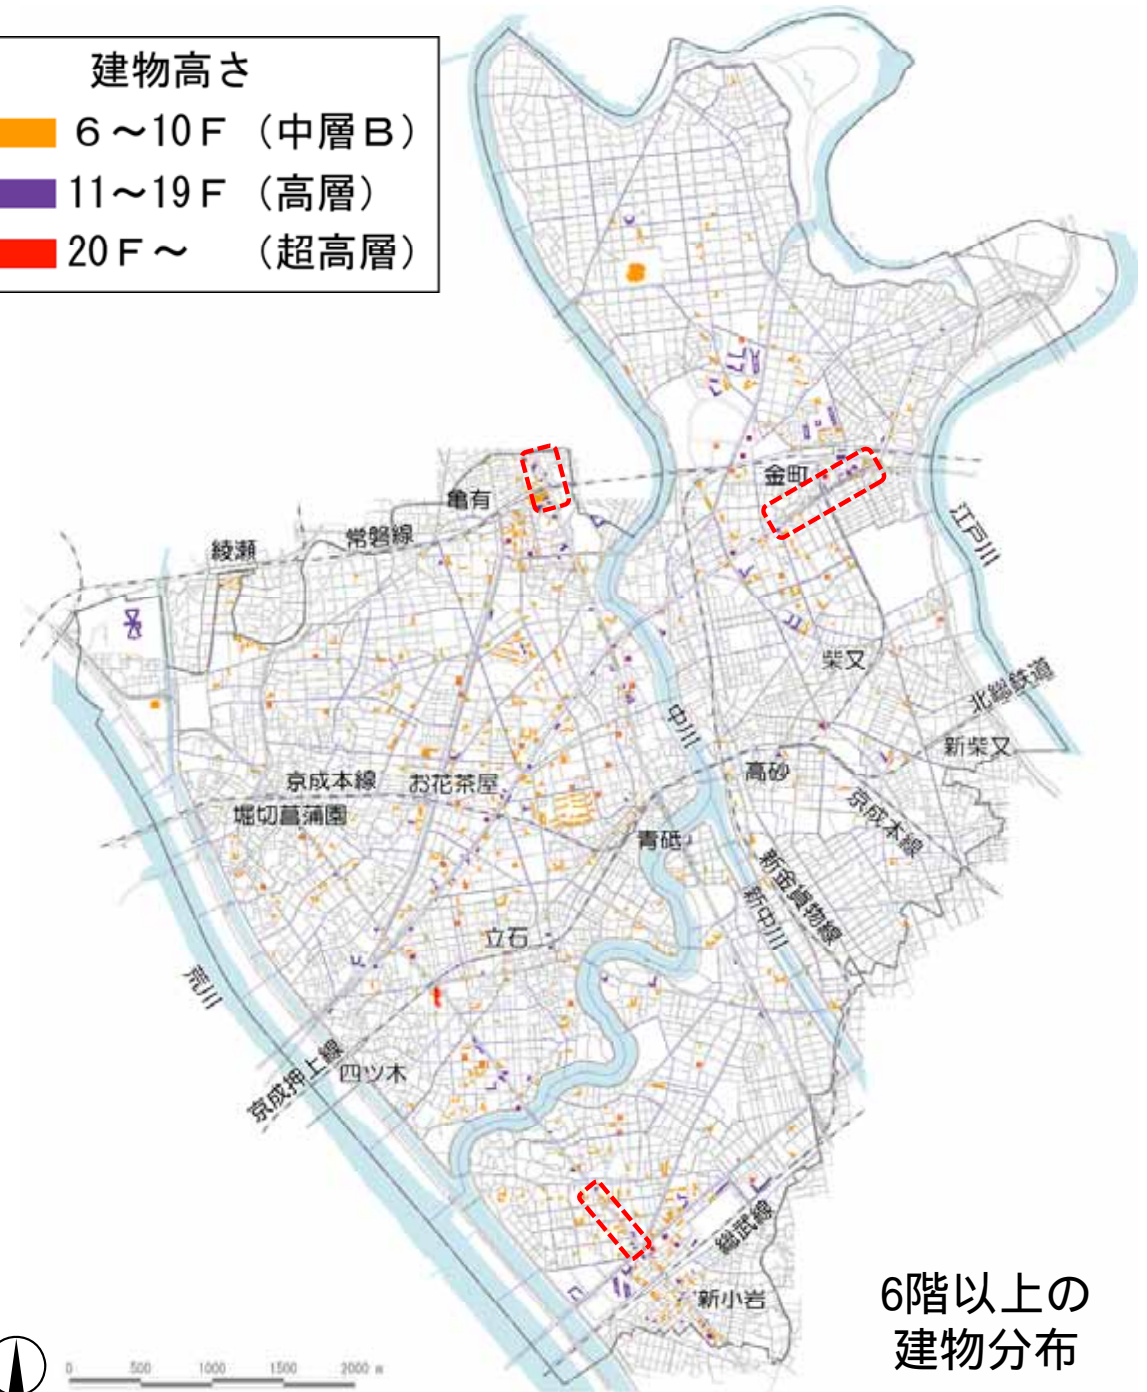 建物高さ
６～10Ｆ（中層Ｂ）
11～19Ｆ（高層）
20Ｆ～　（超高層）
金町
亀有
常磐線
綾瀬
江戸川
柴又
北総鉄道
新柴又
中川
高砂
京成本線
お花茶屋
堀切菖蒲園
京成本線
青砥
新金貨物線
新中川
立石
荒川
京成押上線
四ツ木
総武線
新小岩
6階以上の
建物分布
0 500 1000 1500 2000 m